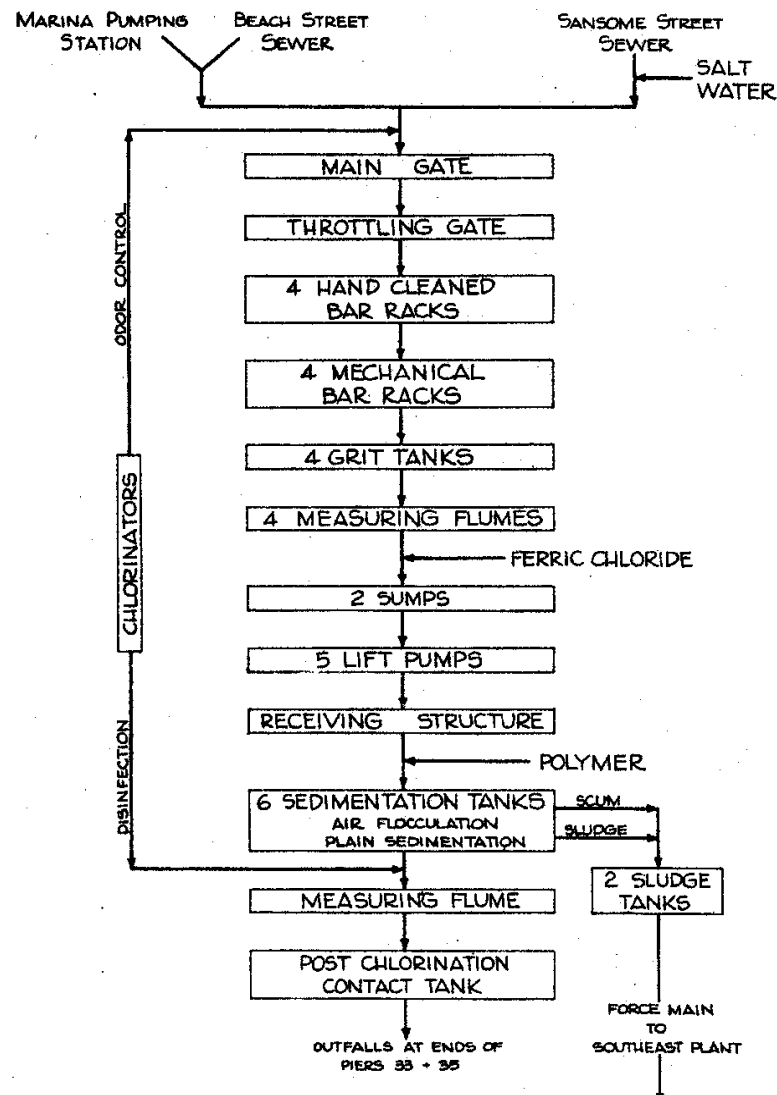 MARINA PUMPING
STATION
BEACH STREET
SEWER
SANSOME STREET
SEWER
SALT
WATER
MAIN GATE
THROTTLING GATE
4 HAND CLEANED
BAR RACKS
ODOR CONTROL
4 MECHANICAL
BAR RACKS
4 GRIT TANKS
CHLORINATORS
4 MEASURING FLUMES
FERRIC CHLORIDE
2 SUMPS
5 LIFT PUMPS
RECEIVING STRUCTURE
POLYMER
DISINFECTION
6 SEDIMENTATION TANKS
AIR FLOCCULATION
PLAIN SEDIMENTATION
SCUM
SLUDGE
2 SLUDGE
TANKS
MEASURING FLUME
POST CHLORINATION
CONTACT TANK
FORCE MAIN
TO
SOUTHEAST PLANT
OUTFALLS AT ENDS OF
PIERS 33 + 35